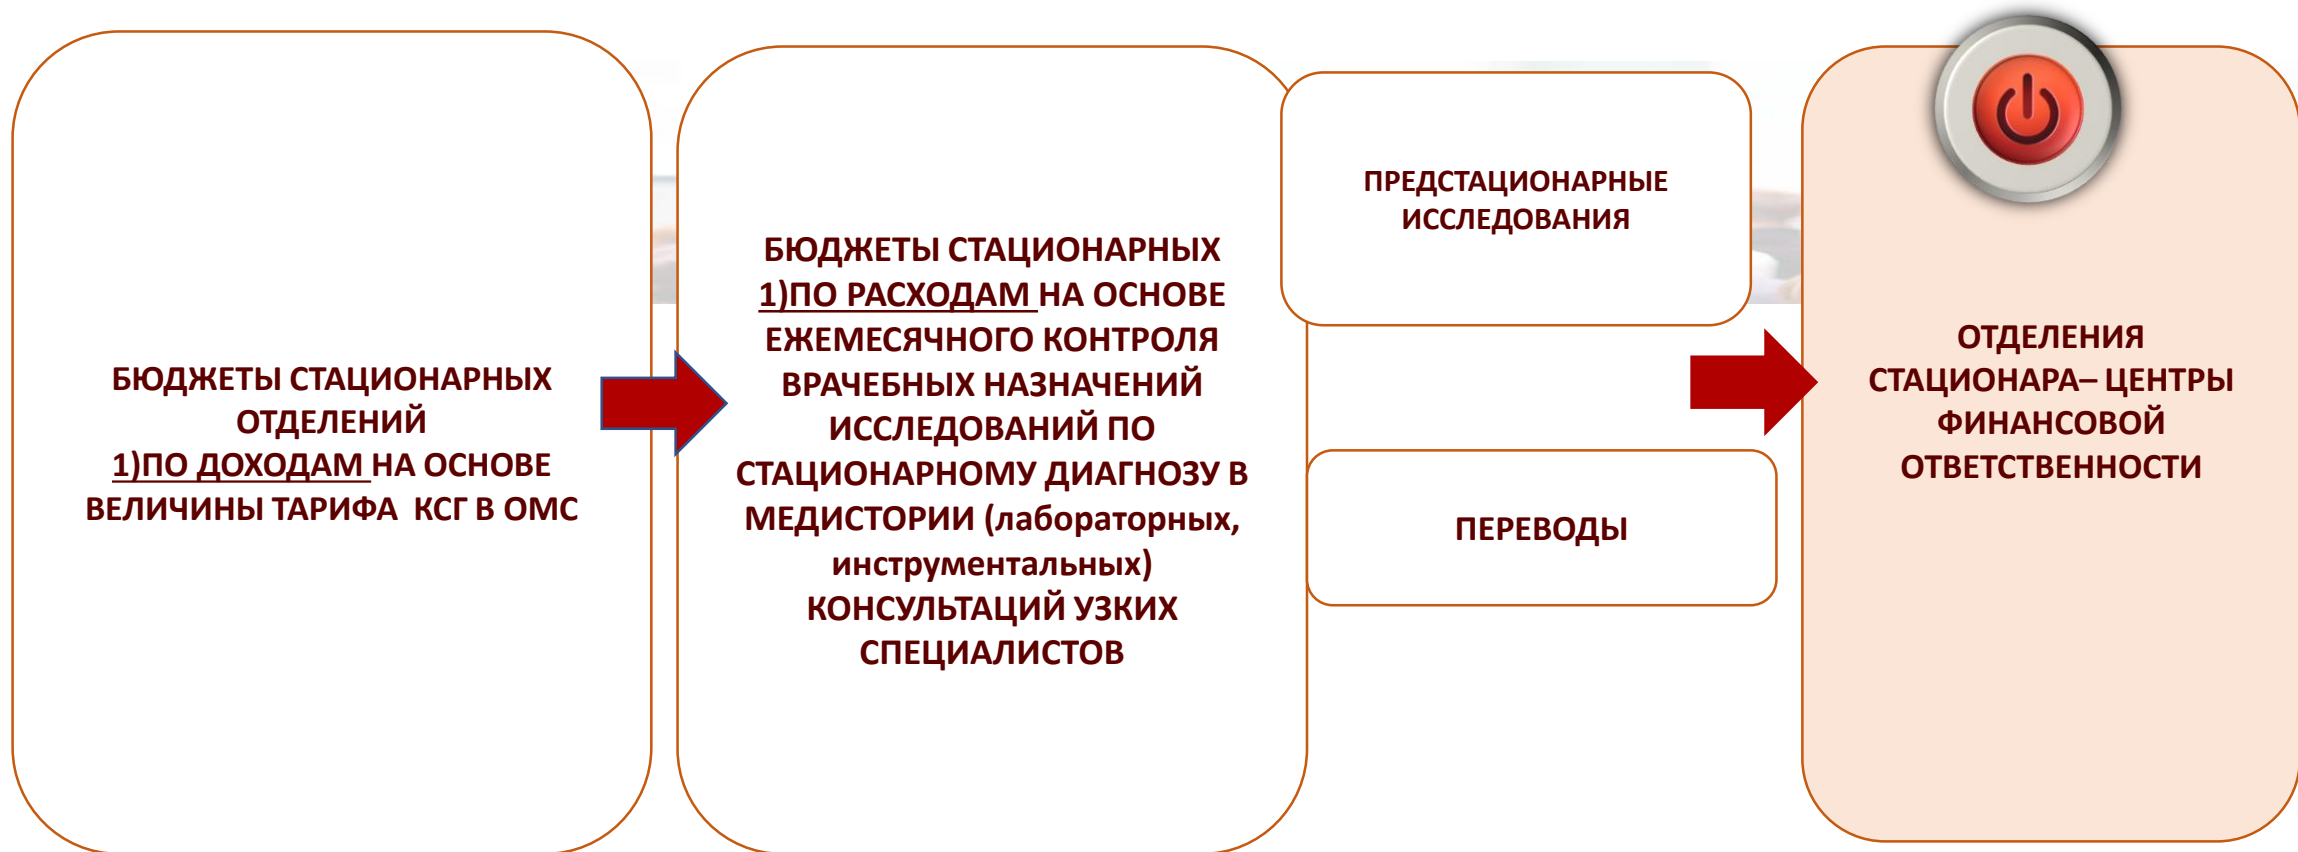 БЮДЖЕТЫ СТАЦИОНАРНЫХ
ОТДЕЛЕНИЙ
1)ПО ДОХОДАМ НА ОСНОВЕ
ВЕЛИЧИНЫ ТАРИФА КСГ В ОМС
БЮДЖЕТЫ СТАЦИОНАРНЫХ
1)ПО РАСХОДАМ НА ОСНОВЕ
ЕЖЕМЕСЯЧНОГО КОНТРОЛЯ
ВРАЧЕБНЫХ НАЗНАЧЕНИЙ
ИССЛЕДОВАНИЙ ПО
СТАЦИОНАРНОМУ ДИАГНОЗУ В
МЕДИСТОРИИ (лабораторных,
инструментальных)
КОНСУЛЬТАЦИЙ УЗКИХ
СПЕЦИАЛИСТОВ
ПРЕДСТАЦИОНАРНЫЕ
ИССЛЕДОВАНИЯ
ПЕРЕВОДЫ
ОТДЕЛЕНИЯ
СТАЦИОНАРА– ЦЕНТРЫ
ФИНАНСОВОЙ
ОТВЕТСТВЕННОСТИ